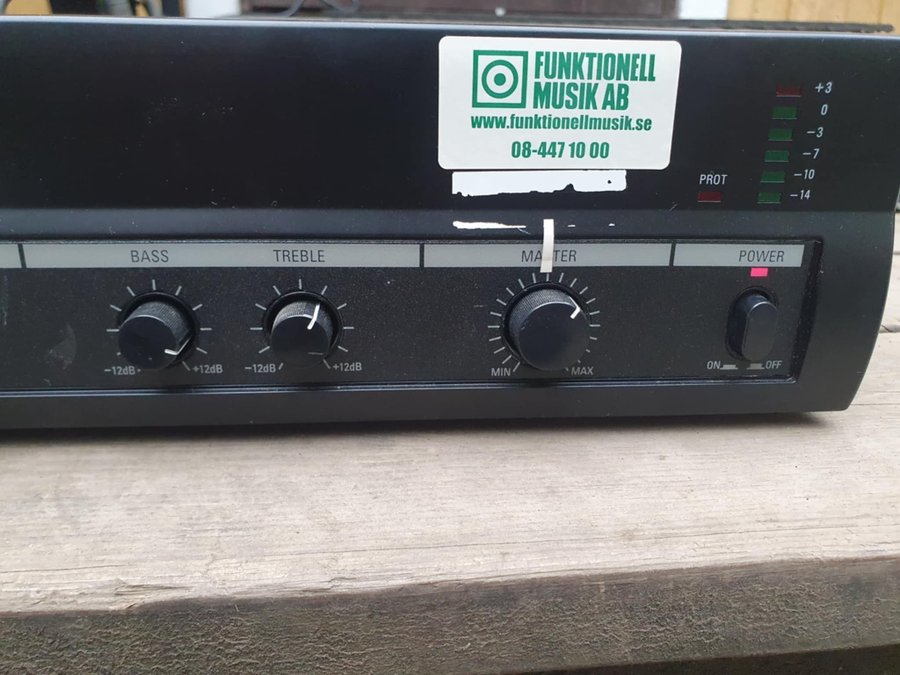 FUNKTIONELL
MUSIK AB
www.funktionellmusik.se
08-447 10 00
+3
0
-3
-7
-10
-14
PROT
BASS
TREBLE
MASTER
POWER
-12dB
+12dB
-12dB
+12dB
MIN
MAX
ON
OFF